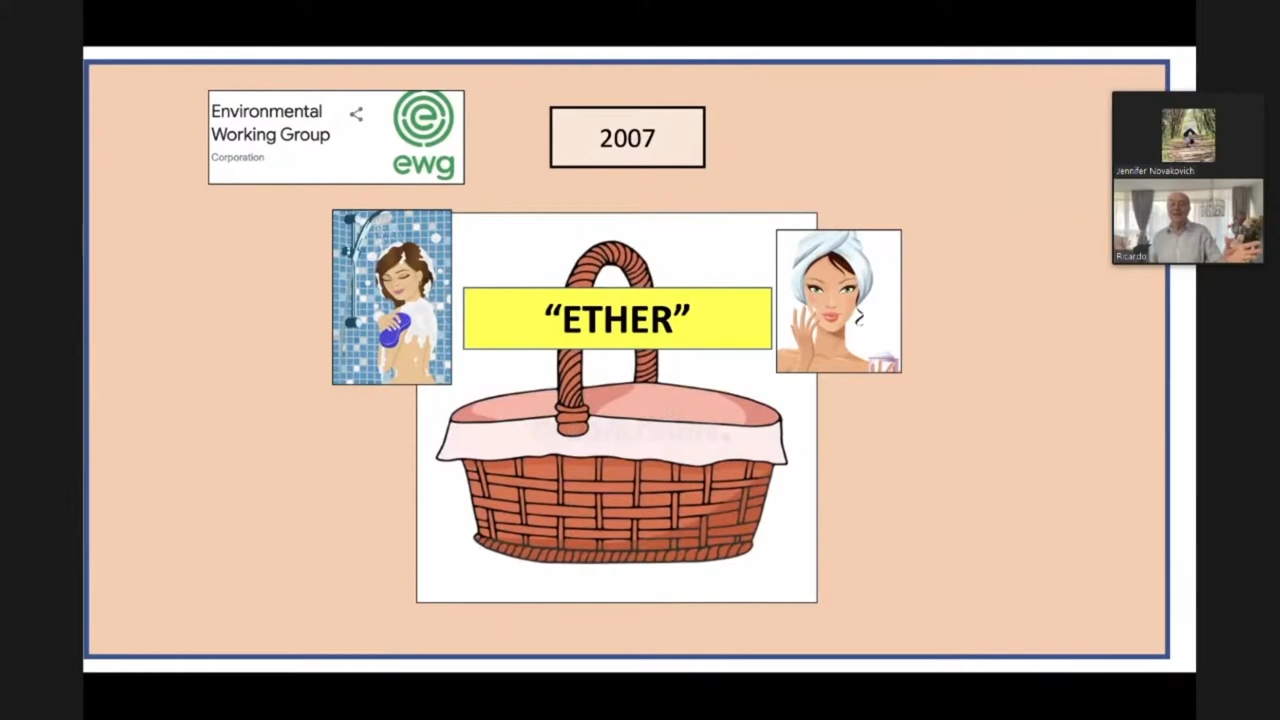 Environmental
Working Group
Corporation
ewg
2007
“ETHER”
Jennifer Novakovich
Ricardo